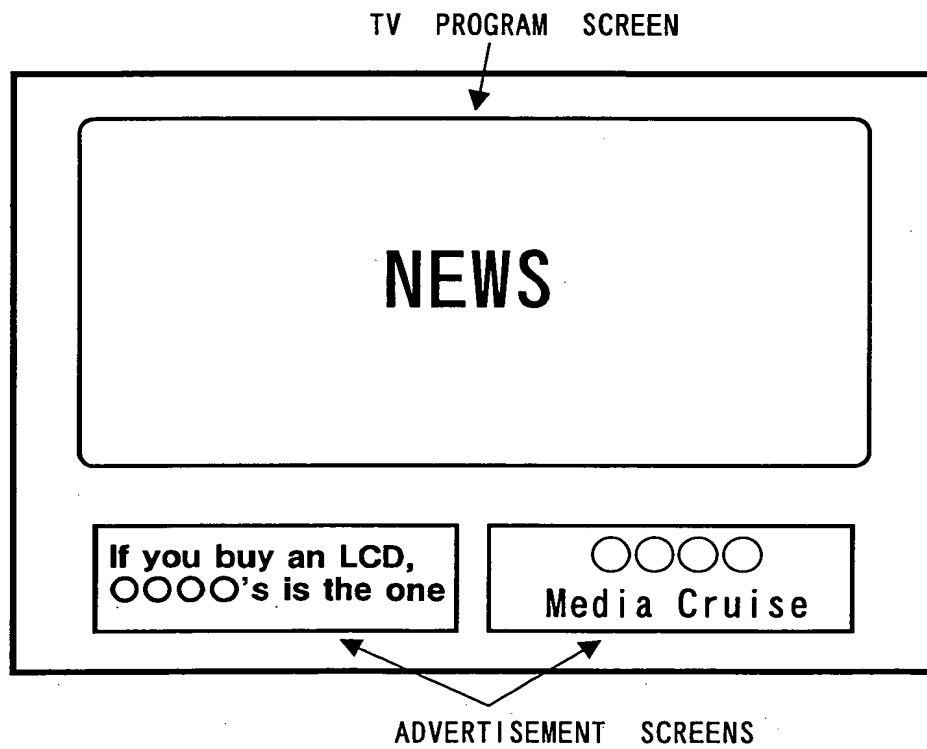 TV PROGRAM SCREEN
NEWS
If you buy an LCD,
○○○○'s is the one
○○○○
Media Cruise
ADVERTISEMENT SCREENS